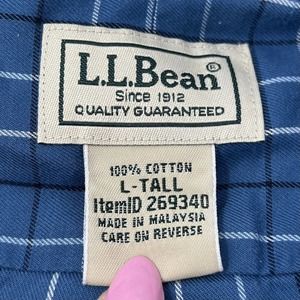 L.L.Bean®
Since 1912
QUALITY GUARANTEED
100% COTTON
L-TALL
ItemID 269340
MADE IN MALAYSIA
CARE ON REVERSE